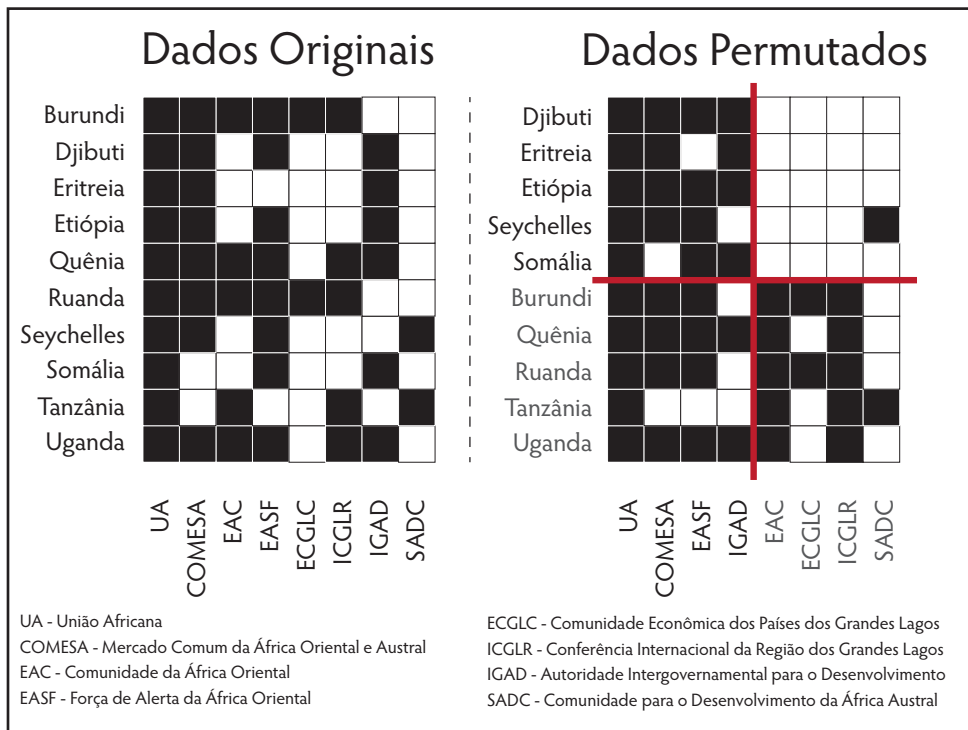 Dados Originais
Burundi
Djibuti
Eritreia
Etiópia
Quênia
Ruanda
Seychelles
Somália
Tanzânia
Uganda
UA
COMESA
EAC
EASF
ECGLC
ICGLR
IGAD
SADC
Dados Permutados
Djibuti
Eritreia
Etiópia
Seychelles
Somália
Burundi
Quênia
Ruanda
Tanzânia
Uganda
UA
COMESA
EASF
IGAD
EAC
ECGLC
ICGLR
SADC
UA - União Africana
COMESA - Mercado Comum da África Oriental e Austral
EAC - Comunidade da África Oriental
EASF - Força de Alerta da África Oriental
ECGLC - Comunidade Econômica dos Países dos Grandes Lagos
ICGLR - Conferência Internacional da Região dos Grandes Lagos
IGAD - Autoridade Intergovernamental para o Desenvolvimento
SADC - Comunidade para o Desenvolvimento da África Austral